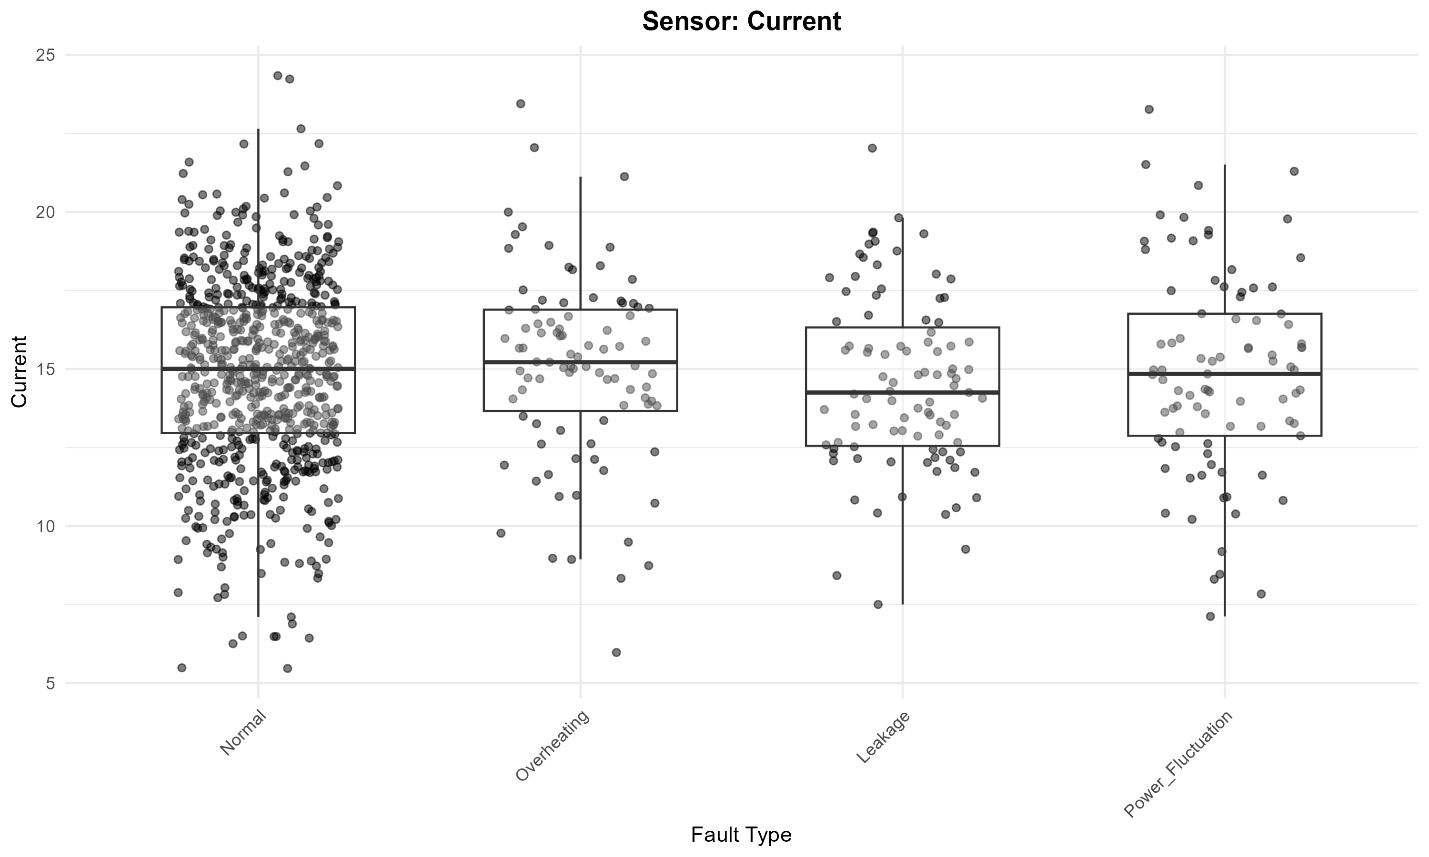 Sensor: Current
25
20
15
10
5
Current
Normal
Overheating
Leakage
Power_Fluctuation
Fault Type